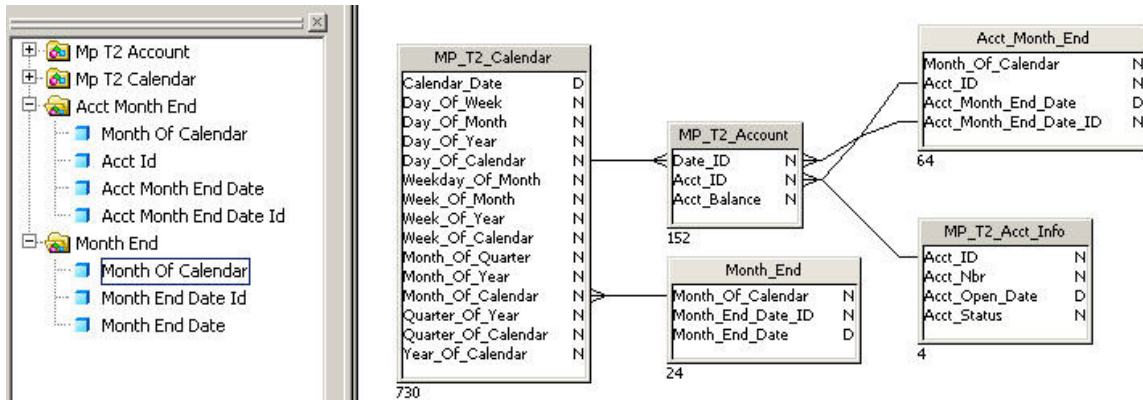 Mp T2 Account
Mp T2 Calendar
Acct Month End
Month Of Calendar
Acct Id
Acct Month End Date
Acct Month End Date Id
Month End
Month Of Calendar
Month End Date Id
Month End Date
MP_T2_Calendar
Calendar_Date D
Day_Of_Week N
Day_Of_Month N
Day_Of_Year N
Day_Of_Calendar N
Weekday_Of_Month N
Week_Of_Month N
Week_Of_Year N
Week_Of_Calendar N
Month_Of_Quarter N
Month_Of_Year N
Month_Of_Calendar N
Quarter_Of_Year N
Quarter_Of_Calendar N
Year_Of_Calendar N
730
MP_T2_Account
Date_ID N
Acct_ID N
Acct_Balance N
152
Month_End
Month_Of_Calendar N
Month_End_Date_ID N
Month_End_Date D
24
Acct_Month_End
Month_Of_Calendar N
Acct_ID N
Acct_Month_End_Date D
Acct_Month_End_Date_ID N
64
MP_T2_Acct_Info
Acct_ID N
Acct_Nbr N
Acct_Open_Date D
Acct_Status N
4